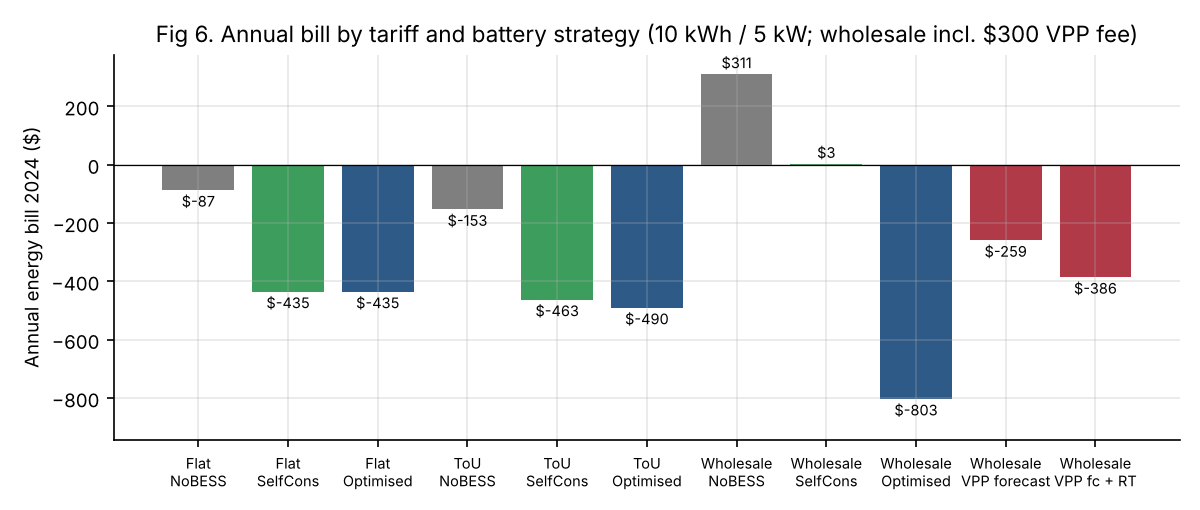 Fig 6. Annual bill by tariff and battery strategy (10 kWh / 5 kW; wholesale incl. $300 VPP fee)
Annual energy bill 2024 ($)
200
0
−200
−400
−600
−800
$-87
$-435
$-435
$-153
$-463
$-490
$311
$3
$-803
$-259
$-386
Flat
NoBESS
Flat
SelfCons
Flat
Optimised
ToU
NoBESS
ToU
SelfCons
ToU
Optimised
Wholesale
NoBESS
Wholesale
SelfCons
Wholesale
Optimised
Wholesale
VPP forecast
Wholesale
VPP fc + RT